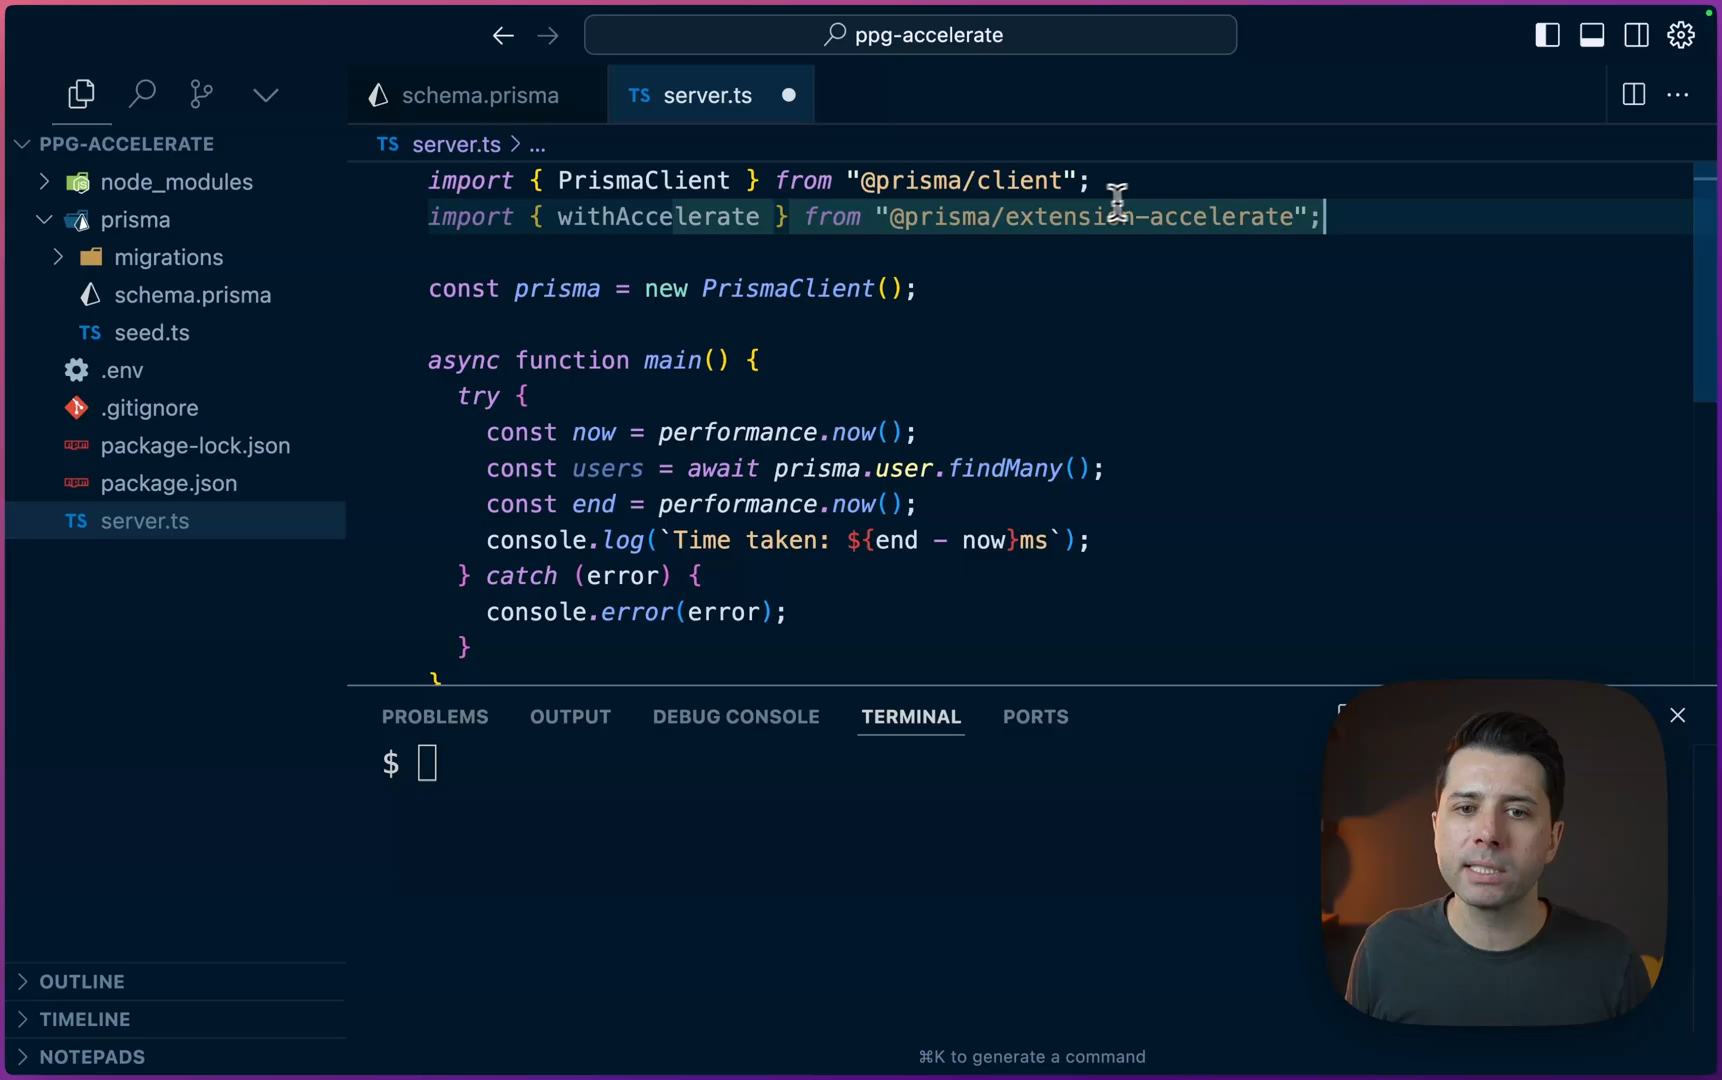 ppg-accelerate
schema.prisma
TS server.ts
PPG-ACCELERATE
TS server.ts > ...
node_modules
prisma
migrations
schema.prisma
TS seed.ts
.env
.gitignore
package-lock.json
package.json
TS server.ts
import { PrismaClient } from "@prisma/client";
import { withAccelerate } from "@prisma/extension-accelerate";
const prisma = new PrismaClient();
async function main() {
try {
const now = performance.now();
const users = await prisma.user.findMany();
const end = performance.now();
console.log(`Time taken: ${end - now}ms`);
} catch (error) {
console.error(error);
}
}
PROBLEMS OUTPUT DEBUG CONSOLE TERMINAL PORTS
$
OUTLINE
TIMELINE
NOTEPADS
⌘K to generate a command